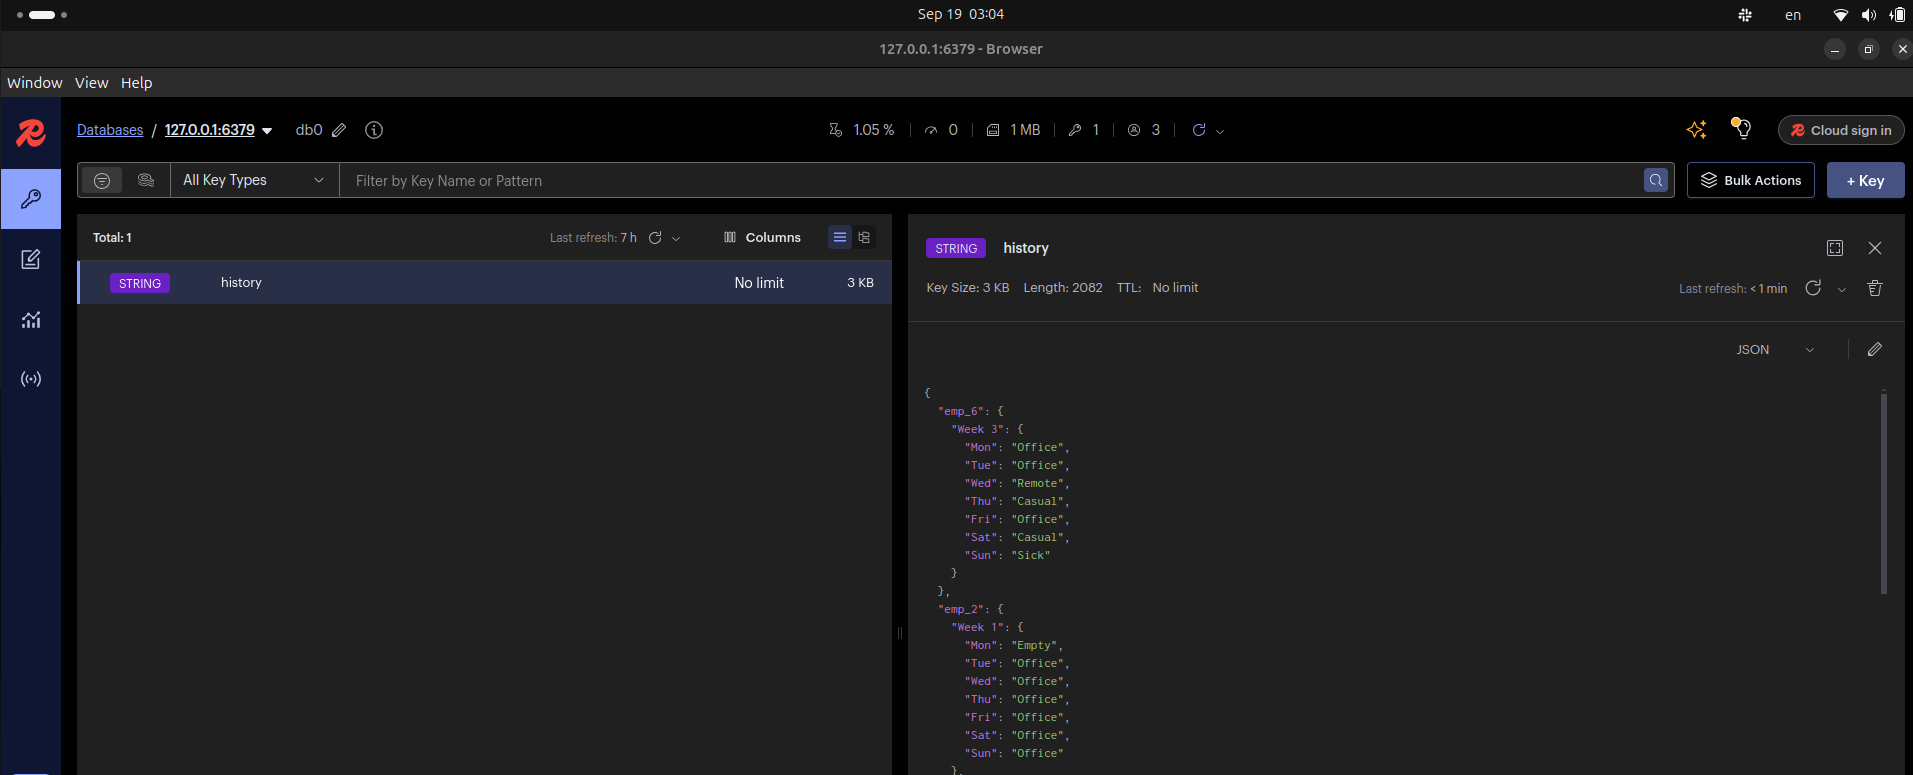 Sep 19 03:04
en
127.0.0.1:6379 - Browser
Window View Help
Databases / 127.0.0.1:6379 db0
1.05 % 0 1 MB 1 3
Cloud sign in
All Key Types
Filter by Key Name or Pattern
Bulk Actions
+ Key
Total: 1
Last refresh: 7 h
Columns
STRING history No limit 3 KB
STRING history
Key Size: 3 KB Length: 2082 TTL: No limit
Last refresh: < 1 min
JSON
{
"emp_6": {
"Week 3": {
"Mon": "Office",
"Tue": "Office",
"Wed": "Remote",
"Thu": "Casual",
"Fri": "Office",
"Sat": "Casual",
"Sun": "Sick"
}
},
"emp_2": {
"Week 1": {
"Mon": "Empty",
"Tue": "Office",
"Wed": "Office",
"Thu": "Office",
"Fri": "Office",
"Sat": "Office",
"Sun": "Office"
},